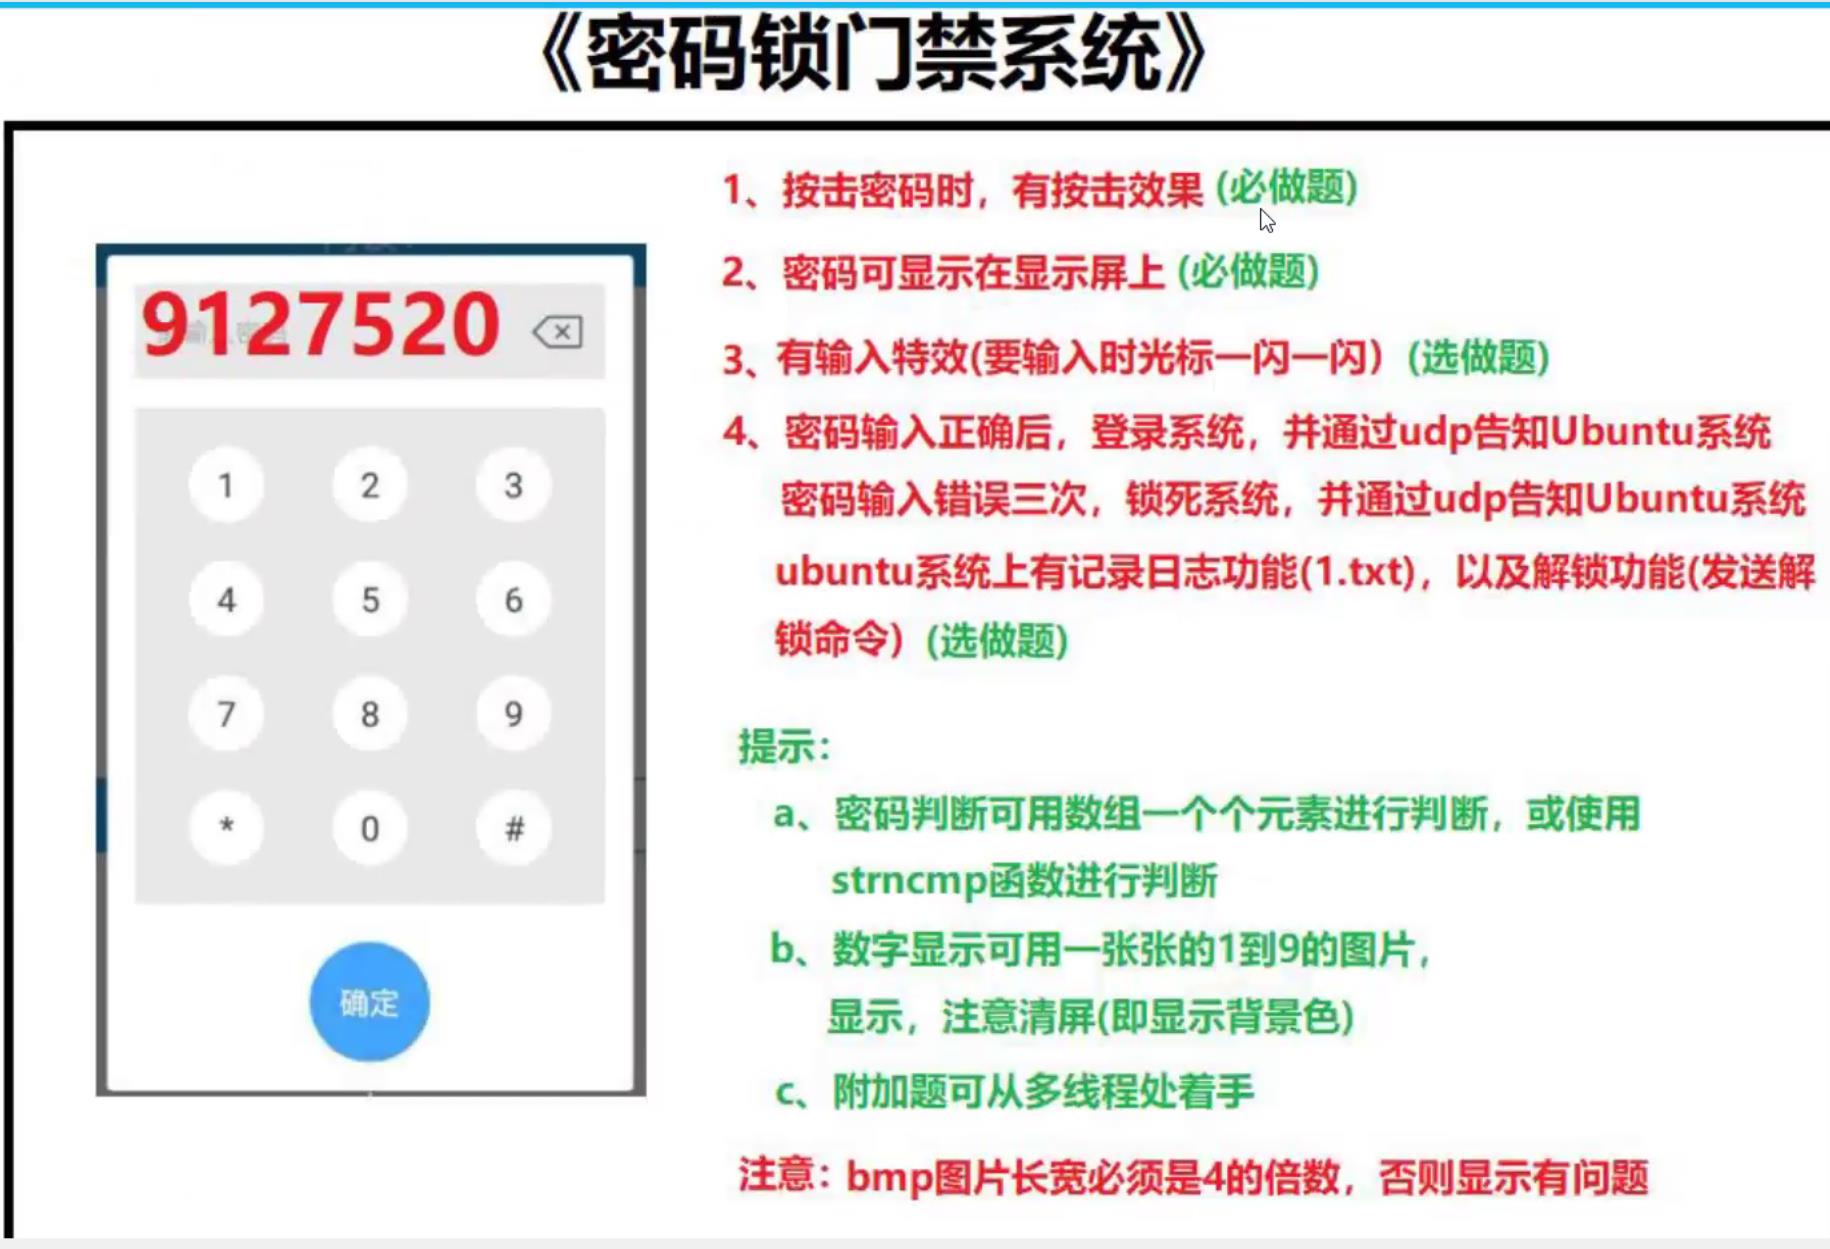 《密码锁门禁系统》
9127520
1 2 3
4 5 6
7 8 9
* 0 #
确定
1、按击密码时，有按击效果(必做题)
2、密码可显示在显示屏上(必做题)
3、有输入特效(要输入时光标一闪一闪）(选做题)
4、密码输入正确后，登录系统，并通过udp告知Ubuntu系统
密码输入错误三次，锁死系统，并通过udp告知Ubuntu系统
ubuntu系统上有记录日志功能(1.txt)，以及解锁功能(发送解
锁命令）(选做题)
提示：
a、密码判断可用数组一个个元素进行判断，或使用
strncmp函数进行判断
b、数字显示可用一张张的1到9的图片，
显示，注意清屏(即显示背景色)
c、附加题可从多线程处着手
注意：bmp图片长宽必须是4的倍数，否则显示有问题